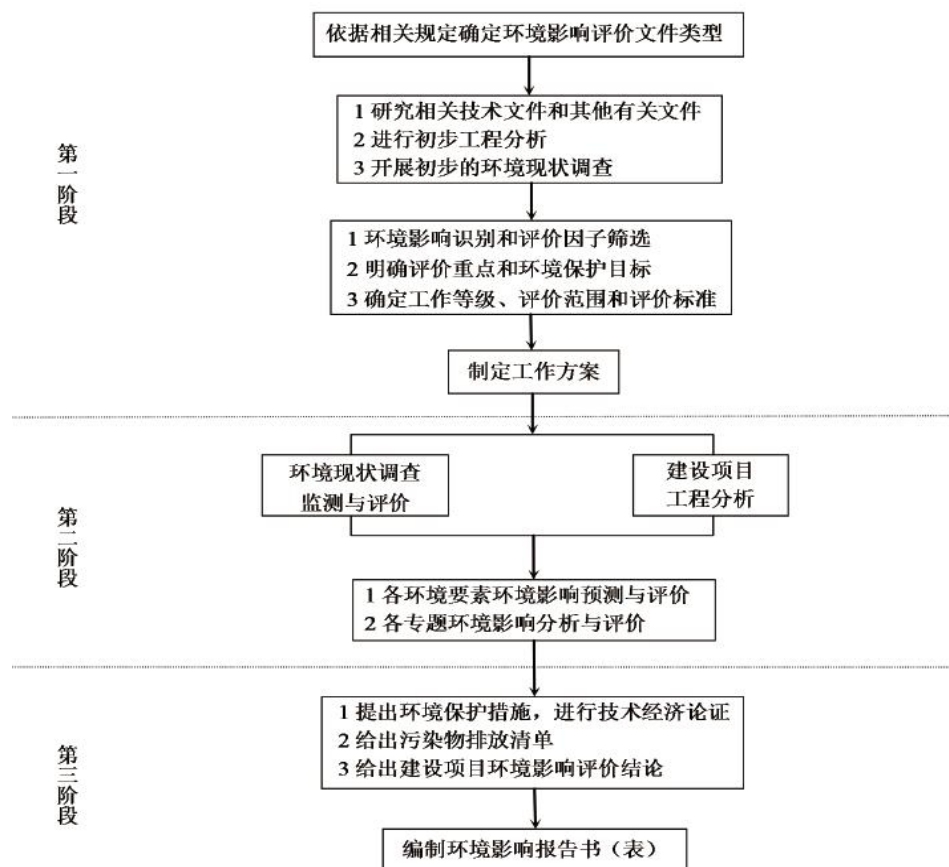 依据相关规定确定环境影响评价文件类型
1 研究相关技术文件和其他有关文件
2 进行初步工程分析
3 开展初步的环境现状调查
第一阶段
1 环境影响识别和评价因子筛选
2 明确评价重点和环境保护目标
3 确定工作等级、评价范围和评价标准
制定工作方案
环境现状调查
监测与评价
建设项目
工程分析
第二阶段
1 各环境要素环境影响预测与评价
2 各专题环境影响分析与评价
1 提出环境保护措施，进行技术经济论证
2 给出污染物排放清单
3 给出建设项目环境影响评价结论
第三阶段
编制环境影响报告书（表）